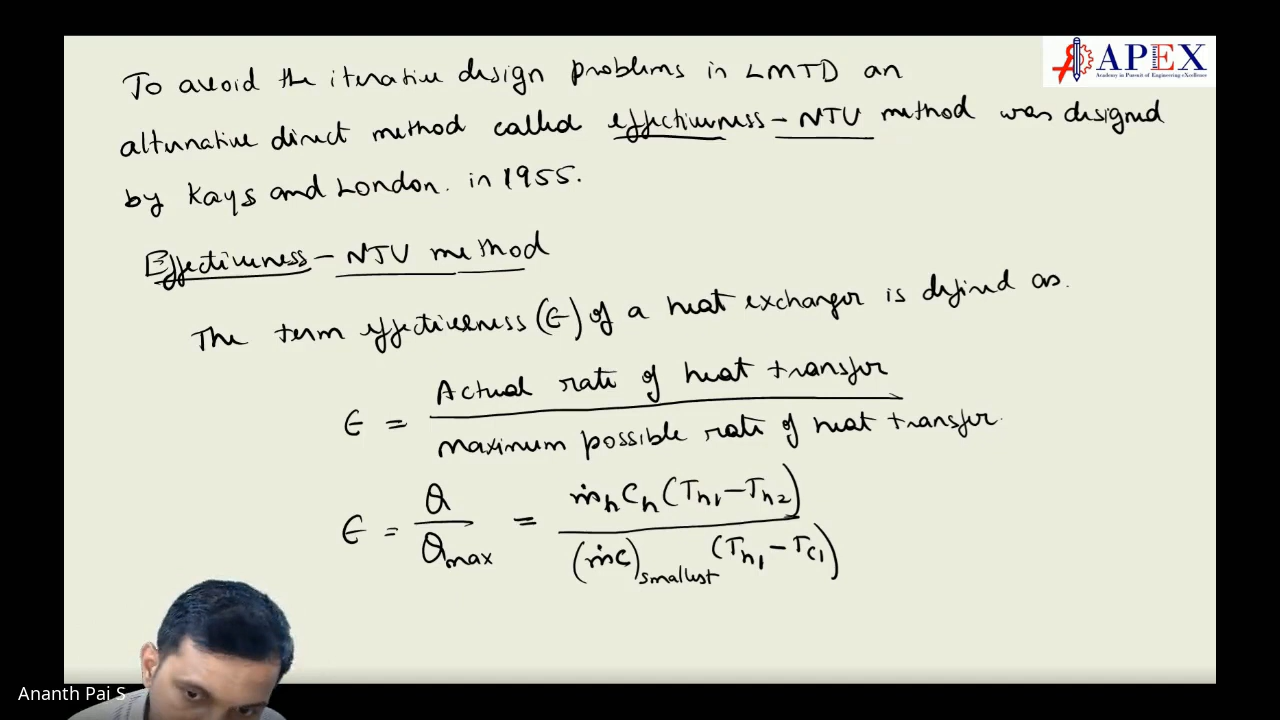 APEX
Academy in Pursuit of Engineering eXcellence
To avoid the iterative design problems in LMTD an
alternative direct method called effectiveness - NTU method was designed
by Kays and London. in 1955.
Effectiveness - NTU method
The term effectiveness (ϵ) of a heat exchanger is defined as.
ϵ = Actual rate of heat transfer / maximum possible rate of heat transfer.
ϵ = Q / Qmax = ṁh Ch (Th1 - Th2) / (ṁc)smallest (Th1 - Tc1)
Ananth Pai S